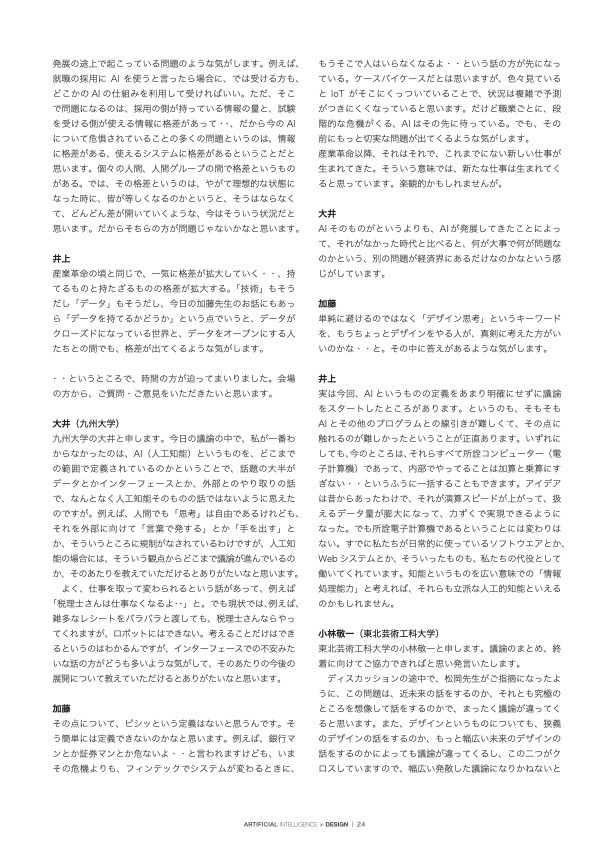 発展の途上で起こっている問題のような気がします。例えば、
就職の採用に AI を使うと言ったら場合に、では受ける方も、
どこかの AI の仕組みを利用して受ければいい。ただ、そこ
で問題になるのは、採用の側が持っている情報の量と、試験
を受ける側が使える情報に格差があって・・、だから今の AI
について危惧されていることの多くの問題というのは、情報
に格差がある、使えるシステムに格差があるということだと
思います。個々の人間、人間グループの間で格差というもの
がある。では、その格差というのは、やがて理想的な状態に
なった時に、皆が等しくなるのかというと、そうはならなく
て、どんどん差が開いていくような、今はそういう状況だと
思います。だからそちらの方が問題じゃないかなと思います。
井上
産業革命の頃と同じで、一気に格差が拡大していく・・、持
てるものと持たざるものの格差が拡大する。「技術」もそう
だし「データ」もそうだし、今日の加藤先生のお話にもあっ
ら「データを持てるかどうか」という点でいうと、データが
クローズドになっている世界と、データをオープンにする人
たちとの間でも、格差が出てくるような気がします。
・・というところで、時間の方が迫ってまいりました。会場
の方から、ご質問・ご意見をいただきたいと思います。
大井（九州大学）
九州大学の大井と申します。今日の議論の中で、私が一番わ
からなかったのは、AI（人工知能）というものを、どこまで
の範囲で定義されているのかということで、話題の大半が
データとかインターフェースとか、外部とのやり取りの話
で、なんとなく人工知能そのものの話ではないように思えた
のですが。例えば、人間でも「思考」は自由であるけれども、
それを外部に向けて「言葉で発する」とか「手を出す」と
か、そういうところに規制がなされているわけですが、人工知
能の場合には、そういう観点からどこまで議論が進んでいるの
か、そのあたりを教えていただけるとありがたいなと思います。
よく、仕事を取って変わられるという話があって、例えば
「税理士さんは仕事なくなるよ・・」と。でも現状では、例えば、
雑多なレシートをバラバラと渡しても、税理士さんならやっ
てくれますが、ロボットにはできない。考えることだけはでき
るというのはわかるんですが、インターフェースでの不安みた
いな話の方がどうも多いような気がして、そのあたりの今後の
展開について教えていただけるとありがたいなと思います。
加藤
その点について、ビシッという定義はないと思うんです。そ
う簡単には定義できないのかなと思います。例えば、銀行マ
ンとか証券マンとか危ないよ・・と言われますけども、いま
その危機よりも、フィンテックでシステムが変わるときに、
もうそこで人はいらなくなるよ・・という話の方が先になっ
ている。ケースバイケースだとは思いますが、色々見ている
と IoT がそこにくっついていることで、状況は複雑で予測
がつきにくくなっていると思います。だけど職業ごとに、段
階的な危機がくる、AI はその先に待っている。でも、その
前にもっと切実な問題が出てくるような気がします。
産業革命以降、それはそれで、これまでにない新しい仕事が
生まれてきた。そういう意味では、新たな仕事は生まれてく
ると思っています。楽観的かもしれませんが。
大井
AI そのものがというよりも、AI が発展してきたことによっ
て、それがなかった時代と比べると、何が大事で何が問題な
のかという、別の問題が経済界にあるだけなのかなという感
じがしています。
加藤
単純に避けるのではなく「デザイン思考」というキーワード
を、もうちょっとデザインをやる人が、真剣に考えた方がい
いのかな・・と。その中に答えがあるような気がします。
井上
実は今回、AI というものの定義をあまり明確にせずに議論
をスタートしたところがあります。というのも、そもそも
AI とその他のプログラムとの線引きが難しくて、その点に
触れるのが難しかったということが正直あります。いずれに
しても、今のところは、それらすべて所詮コンピューター（電
子計算機）であって、内部でやってることは加算と乗算にす
ぎない・・というふうに一括することもできます。アイデア
は昔からあったわけで、それが演算スピードが上がって、扱
えるデータ量が膨大になって、力ずくで実現できるように
なった。でも所詮電子計算機であるということには変わりは
ない。すでに私たちが日常的に使っているソフトウエアとか、
Web システムとか、そういったものも、私たちの代役として
働いてくれています。知能というものを広い意味での「情報
処理能力」と考えれば、それらも立派な人工的知能といえる
のかもしれません。
小林敬一（東北芸術工科大学）
東北芸術工科大学の小林敬一と申します。議論のまとめ、終
着に向けてご協力できればと思い発言いたします。
ディスカッションの途中で、松岡先生がご指摘になったよ
うに、この問題は、近未来の話をするのか、それとも究極の
ところを想像して話をするのかで、まったく議論が違ってく
ると思います。また、デザインというものについても、狭義
のデザインの話をするのか、もっと幅広い未来のデザインの
話をするのかによっても議論が違ってくるし、この二つがク
ロスしていますので、幅広い発散した議論になりかねないと
ARTIFICIAL INTELLIGENCE × DESIGN | 24